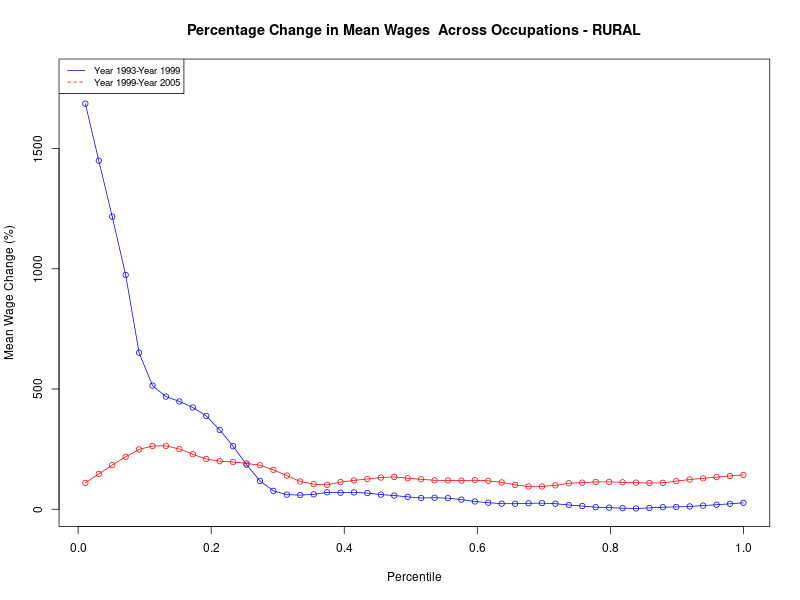 Percentage Change in Mean Wages  Across Occupations - RURAL
Year 1993-Year 1999
Year 1999-Year 2005
Mean Wage Change (%)
1500
1000
500
0
0.0 0.2 0.4 0.6 0.8 1.0
Percentile